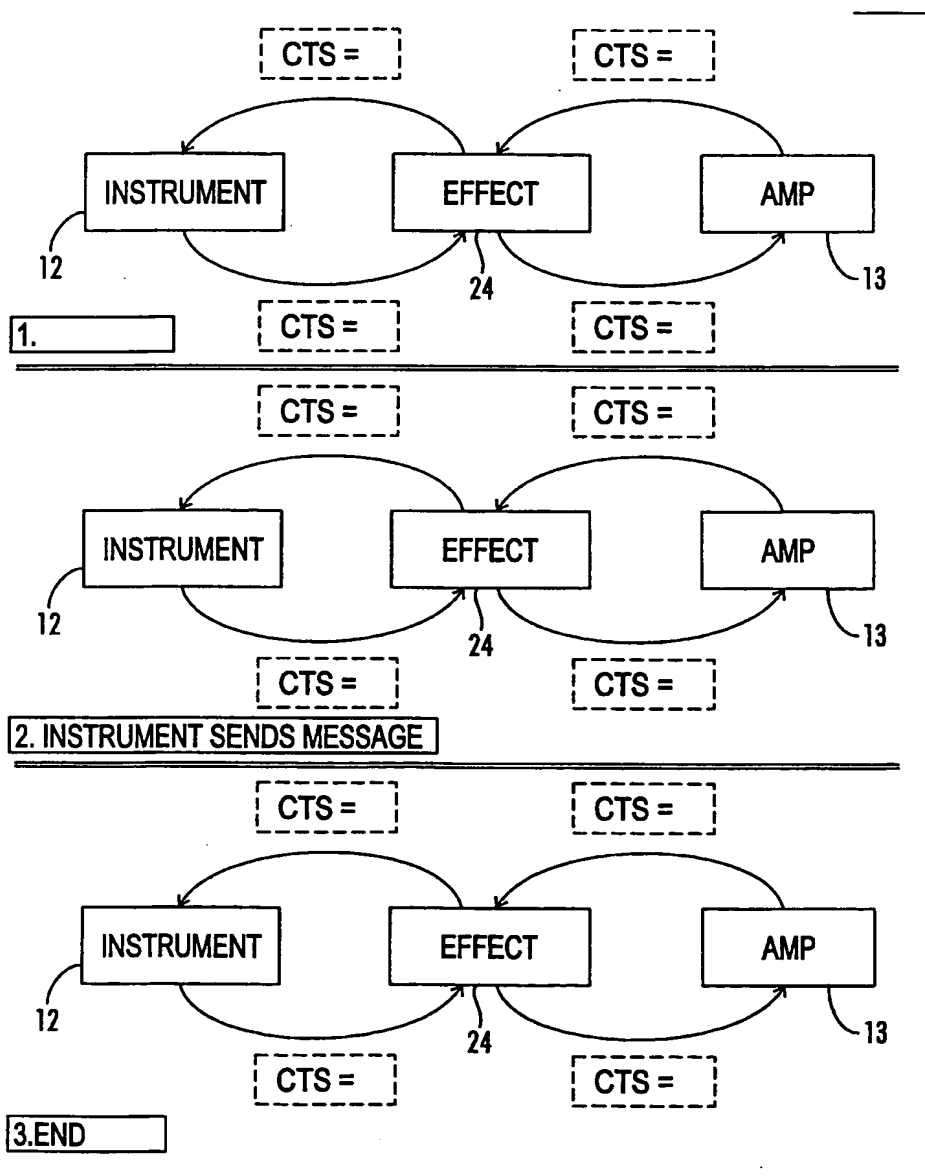 CTS = CTS =
INSTRUMENT EFFECT AMP
12 24 13
CTS = CTS =
1.
CTS = CTS =
INSTRUMENT EFFECT AMP
12 24 13
CTS = CTS =
2. INSTRUMENT SENDS MESSAGE
CTS = CTS =
INSTRUMENT EFFECT AMP
12 24 13
CTS = CTS =
3.END